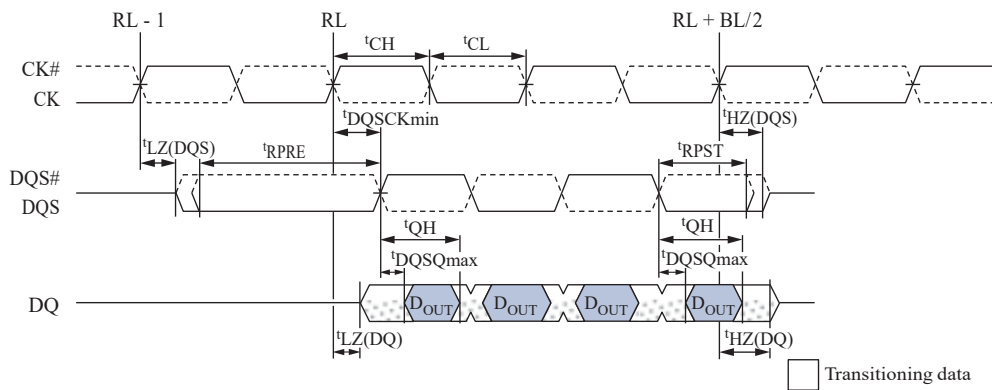 RL - 1 RL RL + BL/2
tCH tCL
CK#
CK
tDQSCKmin tHZ(DQS)
tLZ(DQS) tRPRE tRPST
DQS#
DQS
tQH tQH
tDQSQmax tDQSQmax
DQ DOUT DOUT DOUT DOUT
tLZ(DQ) tHZ(DQ)
Transitioning data